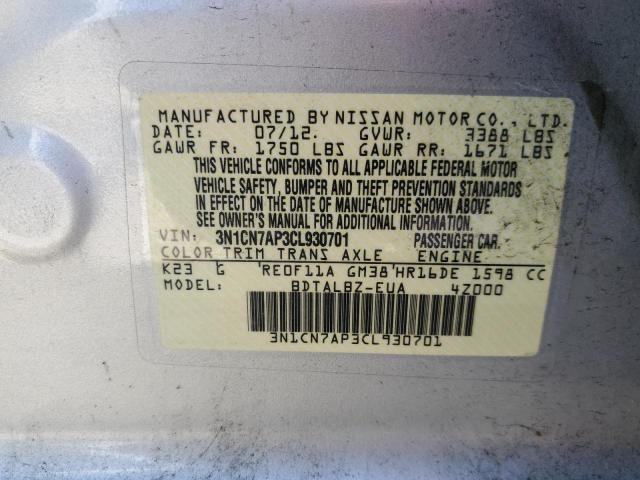 MANUFACTURED BY NISSAN MOTOR CO., LTD.
DATE: 07/12. GVWR: 3388 LBS
GAWR FR: 1750 LBS GAWR RR: 1671 LBS
THIS VEHICLE CONFORMS TO ALL APPLICABLE FEDERAL MOTOR
VEHICLE SAFETY, BUMPER AND THEFT PREVENTION STANDARDS
IN EFFECT ON THE DATE OF MANUFACTURE SHOWN ABOVE.
SEE OWNER'S MANUAL FOR ADDITIONAL INFORMATION.
VIN: 3N1CN7AP3CL930701 PASSENGER CAR.
COLOR TRIM TRANS AXLE ENGINE
K23 G RE0F11A GM38 HR16DE 1598 CC
MODEL: BDTALBZ-EUA 4Z000
3N1CN7AP3CL930701